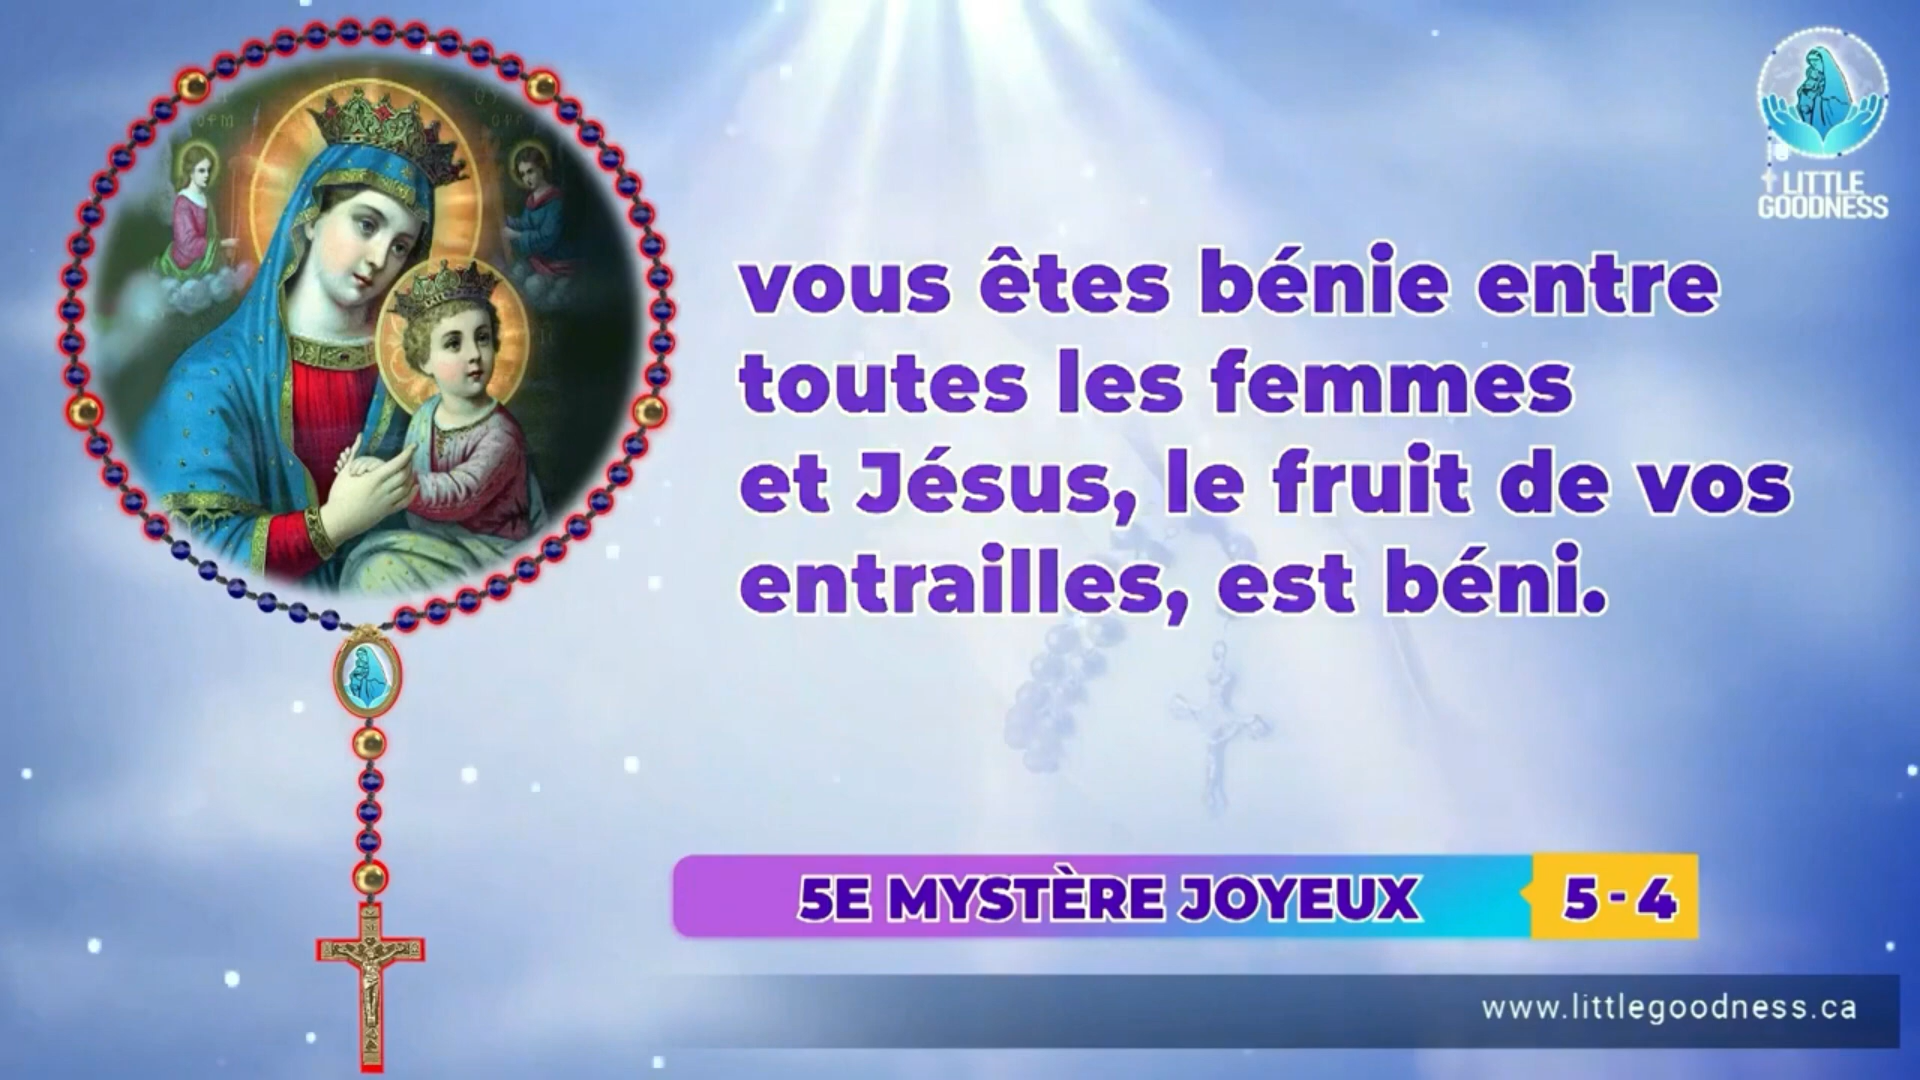 LITTLE
GOODNESS
vous êtes bénie entre
toutes les femmes
et Jésus, le fruit de vos
entrailles, est béni.
5E MYSTÈRE JOYEUX
5 - 4
www.littlegoodness.ca